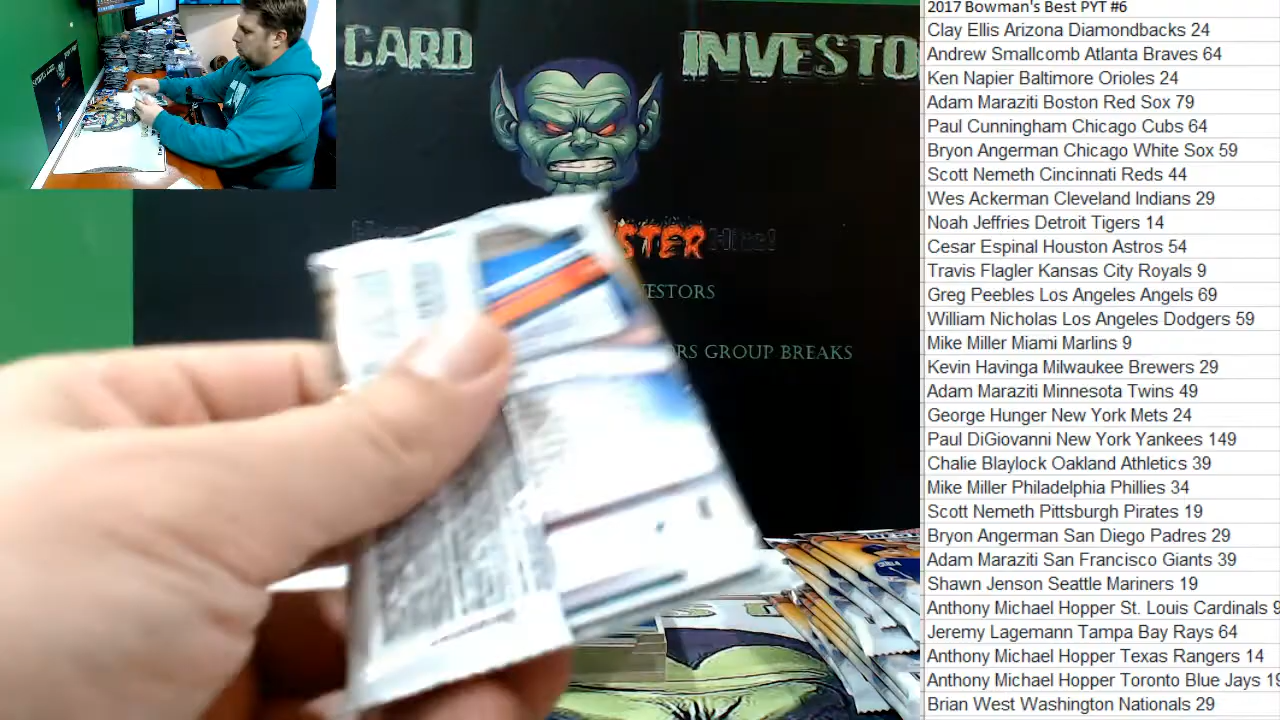 CARD INVESTO
STER Hits!
ESTORS
RS GROUP BREAKS
2017 Bowman's Best PYT #6
Clay Ellis Arizona Diamondbacks 24
Andrew Smallcomb Atlanta Braves 64
Ken Napier Baltimore Orioles 24
Adam Maraziti Boston Red Sox 79
Paul Cunningham Chicago Cubs 64
Bryon Angerman Chicago White Sox 59
Scott Nemeth Cincinnati Reds 44
Wes Ackerman Cleveland Indians 29
Noah Jeffries Detroit Tigers 14
Cesar Espinal Houston Astros 54
Travis Flagler Kansas City Royals 9
Greg Peebles Los Angeles Angels 69
William Nicholas Los Angeles Dodgers 59
Mike Miller Miami Marlins 9
Kevin Havinga Milwaukee Brewers 29
Adam Maraziti Minnesota Twins 49
George Hunger New York Mets 24
Paul DiGiovanni New York Yankees 149
Chalie Blaylock Oakland Athletics 39
Mike Miller Philadelphia Phillies 34
Scott Nemeth Pittsburgh Pirates 19
Bryon Angerman San Diego Padres 29
Adam Maraziti San Francisco Giants 39
Shawn Jenson Seattle Mariners 19
Anthony Michael Hopper St. Louis Cardinals 9
Jeremy Lagemann Tampa Bay Rays 64
Anthony Michael Hopper Texas Rangers 14
Anthony Michael Hopper Toronto Blue Jays 19
Brian West Washington Nationals 29